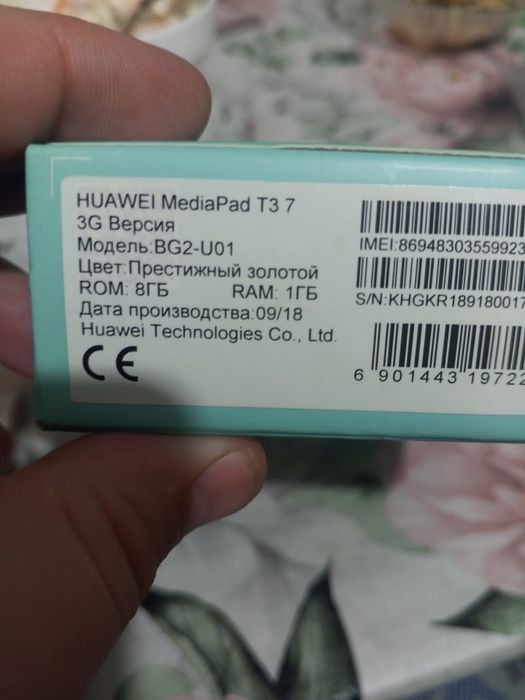 HUAWEI MediaPad T3 7
3G Версия
Модель:BG2-U01
Цвет:Престижный золотой
ROM: 8ГБ RAM: 1ГБ
Дата производства:09/18
Huawei Technologies Co., Ltd.
CE
IMEI:86948303559923
S/N:KHGKR189180017
6 901443 19722